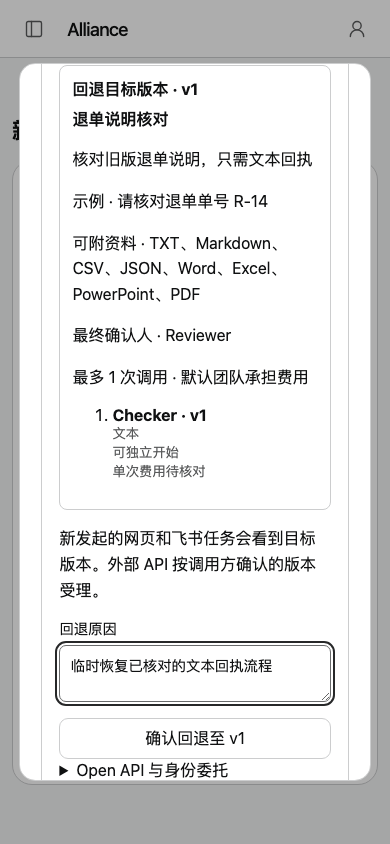 Alliance
新
回退目标版本 · v1
退单说明核对
核对旧版退单说明，只需文本回执
示例 · 请核对退单单号 R-14
可附资料 · TXT、Markdown、
CSV、JSON、Word、Excel、
PowerPoint、PDF
最终确认人 · Reviewer
最多 1 次调用 · 默认团队承担费用
1. Checker · v1
文本
可独立开始
单次费用待核对
新发起的网页和飞书任务会看到目标
版本。外部 API 按调用方确认的版本
受理。
回退原因
临时恢复已核对的文本回执流程
确认回退至 v1
▶ Open API 与身份委托